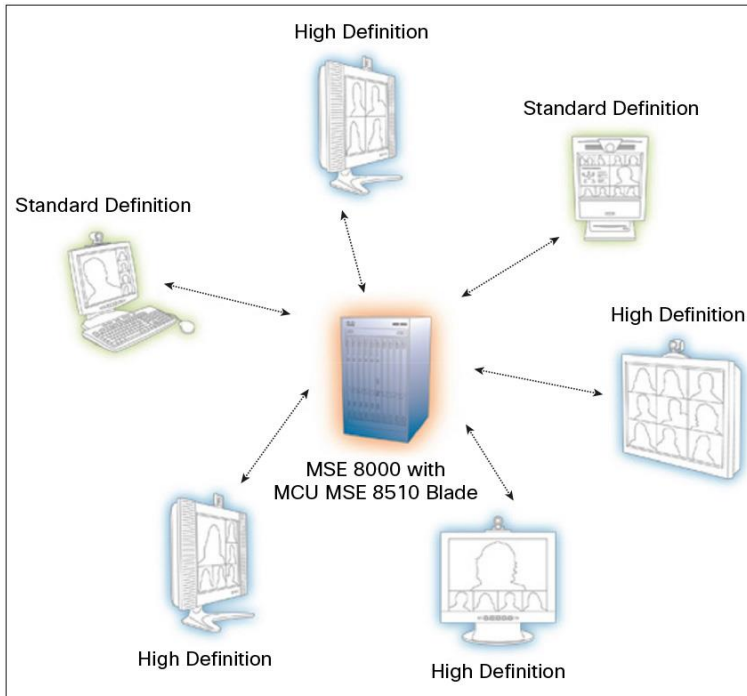 High Definition
Standard Definition
Standard Definition
High Definition
MSE 8000 with
MCU MSE 8510 Blade
High Definition
High Definition